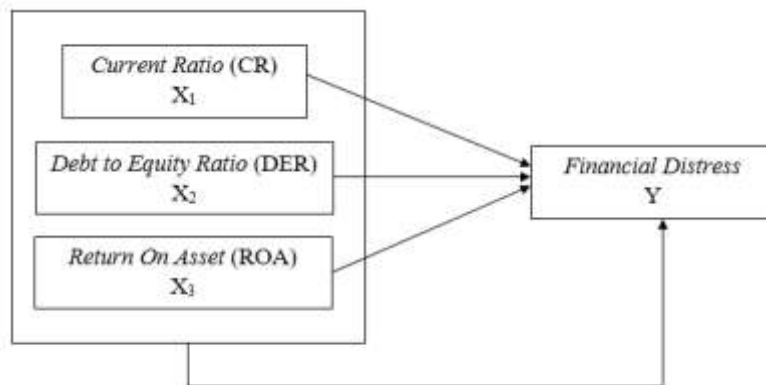 Current Ratio (CR)
X₁
Debt to Equity Ratio (DER)
X₂
Return On Asset (ROA)
X₃
Financial Distress
Y